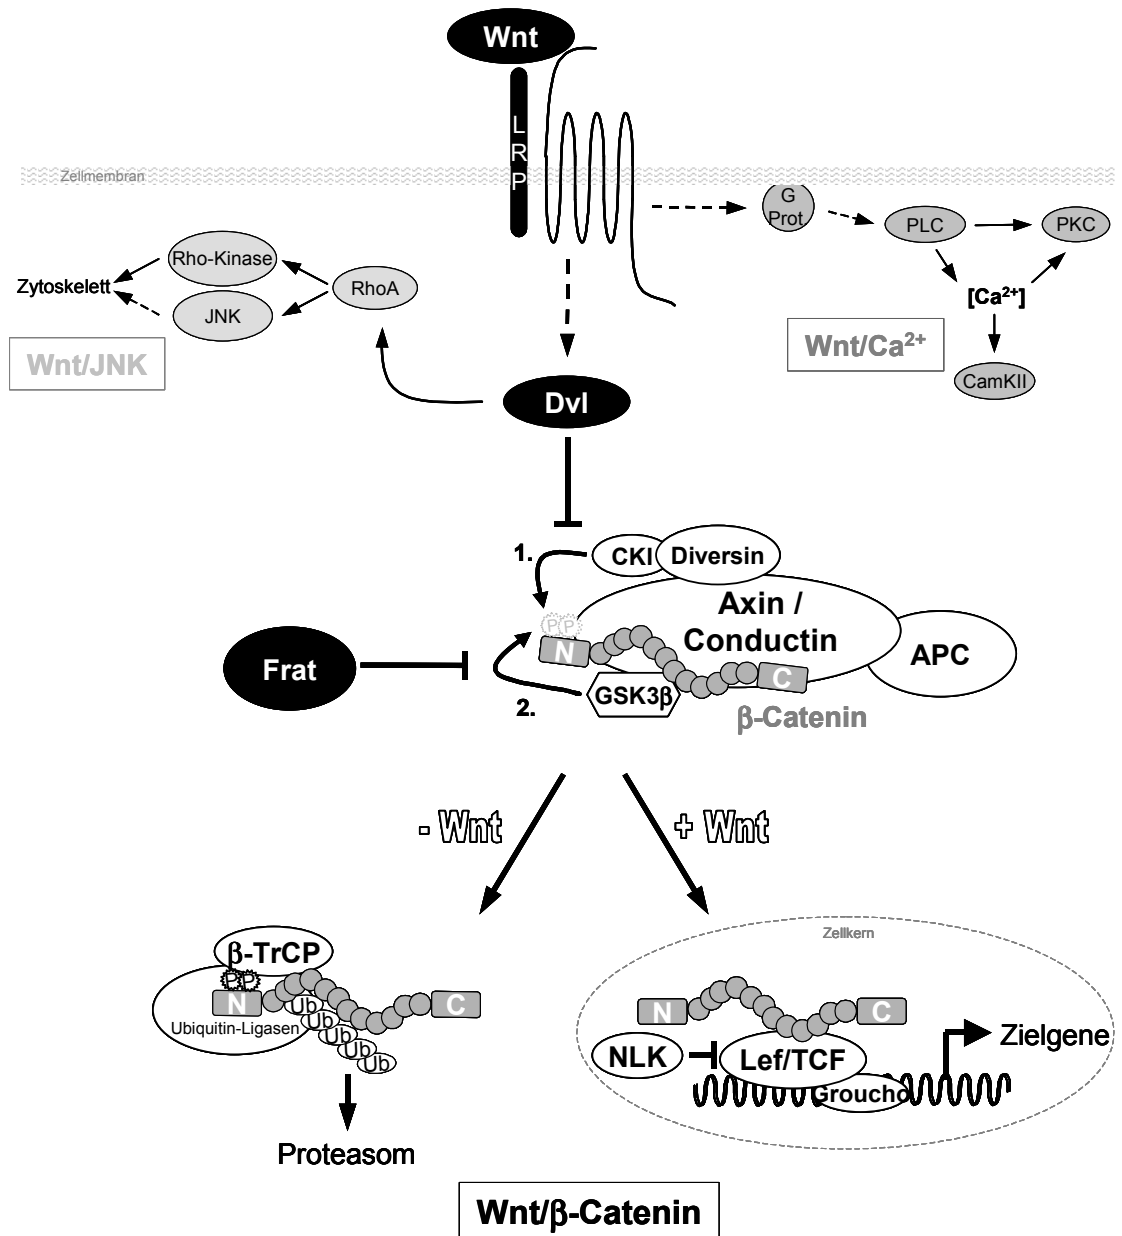 Wnt
L
R
P
Zellmembran
G
Prot.
PLC
PKC
[Ca²⁺]
CamKII
Wnt/Ca²⁺
Rho-Kinase
Zytoskelett
RhoA
JNK
Wnt/JNK
Dvl
1.
CKI
Diversin
Axin /
Conductin
P P
N
C
APC
Frat
GSK3β
2.
β-Catenin
- Wnt
+ Wnt
β-TrCP
P P
N
C
Ubiquitin-Ligasen
Ub
Ub
Ub
Ub
Ub
Proteasom
Zellkern
N
C
NLK
Lef/TCF
Groucho
Zielgene
Wnt/β-Catenin